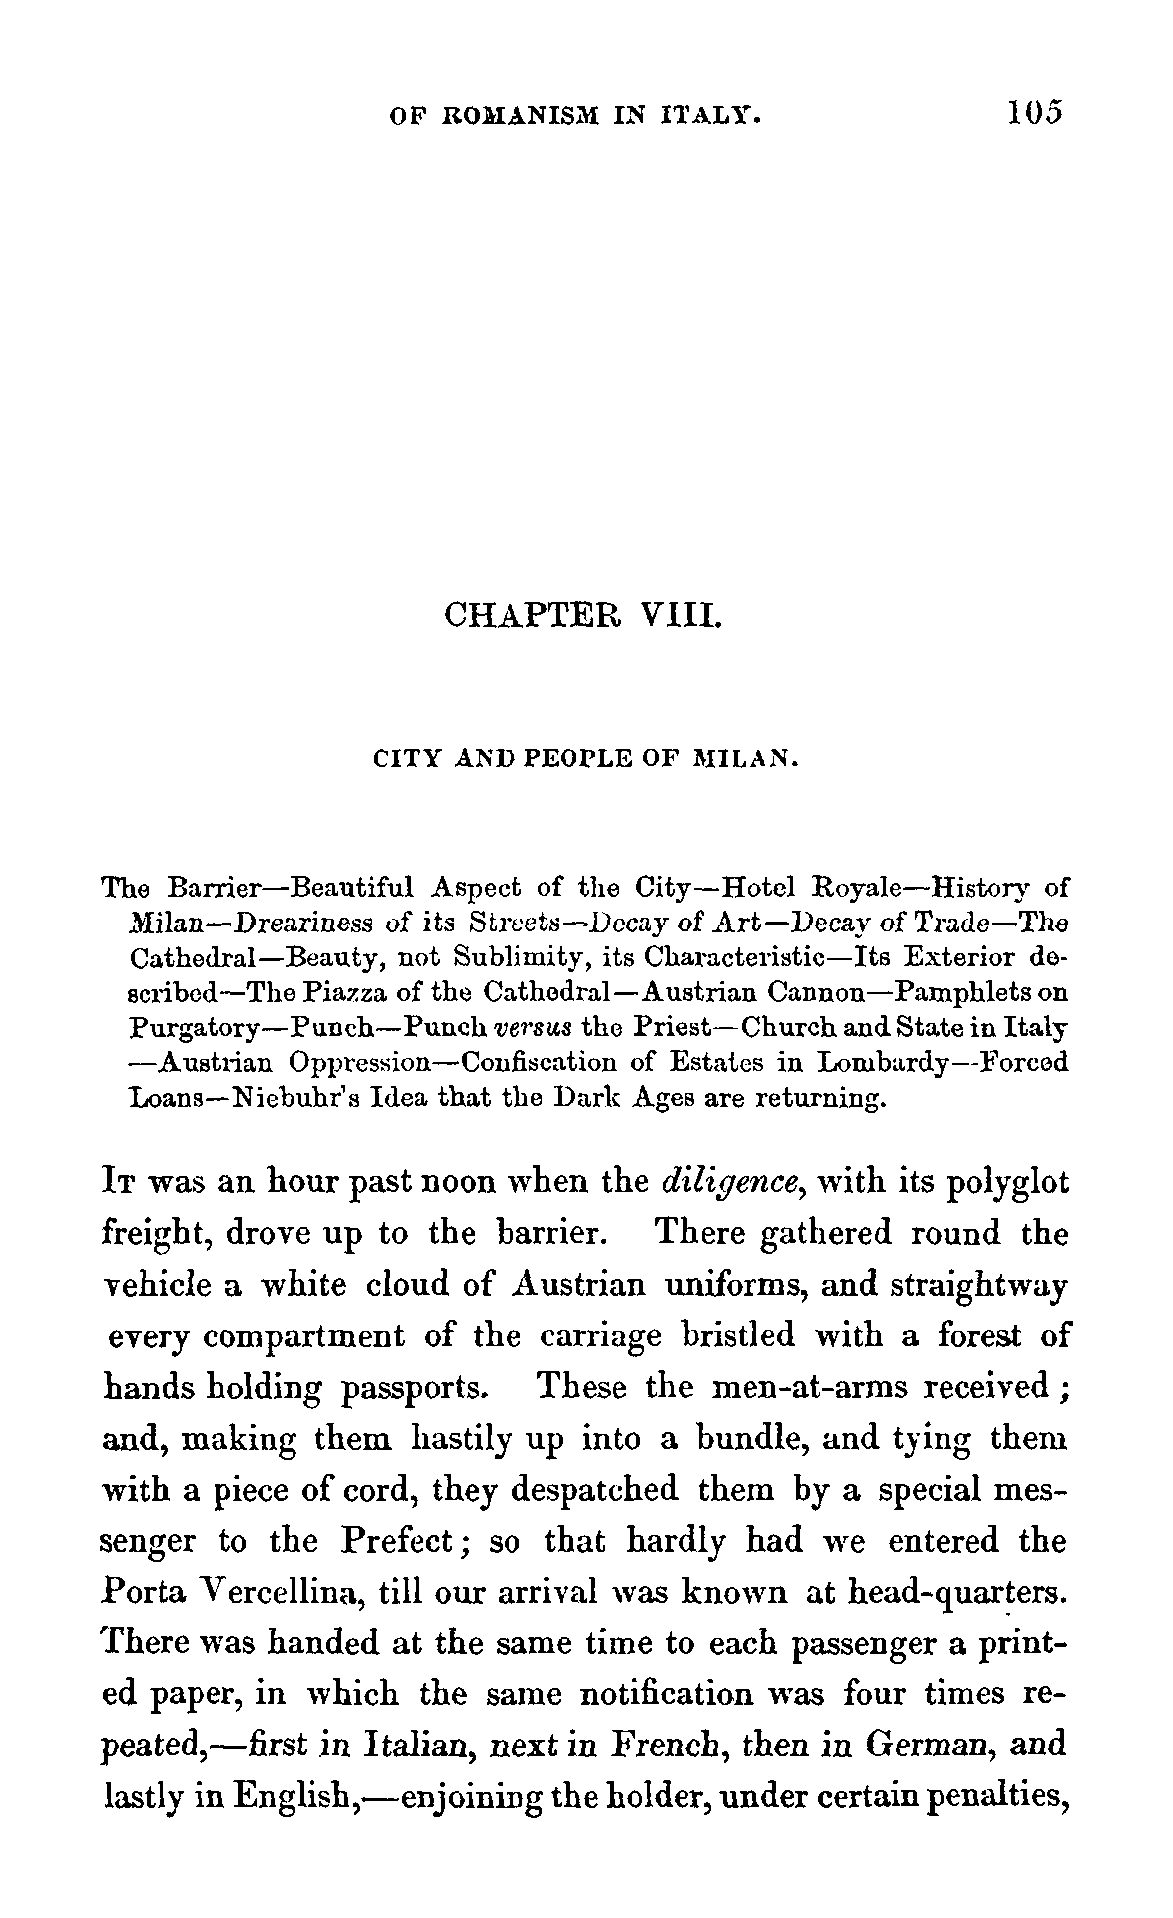 OF ROMANISM IN ITALY. 105
CHAPTER VIII.
CITY AND PEOPLE OF MILAN.
The Barrier—Beautiful Aspect of the City—Hotel Royale—History of
Milan—Dreariness of its Streets—Decay of Art—Decay of Trade—The
Cathedral—Beauty, not Sublimity, its Characteristic—Its Exterior de-
scribed—The Piazza of the Cathedral—Austrian Cannon—Pamphlets on
Purgatory—Punch—Punch versus the Priest—Church and State in Italy
—Austrian Oppression—Confiscation of Estates in Lombardy—Forced
Loans—Niebuhr's Idea that the Dark Ages are returning.
IT was an hour past noon when the diligence, with its polyglot
freight, drove up to the barrier. There gathered round the
vehicle a white cloud of Austrian uniforms, and straightway
every compartment of the carriage bristled with a forest of
hands holding passports. These the men-at-arms received ;
and, making them hastily up into a bundle, and tying them
with a piece of cord, they despatched them by a special mes-
senger to the Prefect ; so that hardly had we entered the
Porta Vercellina, till our arrival was known at head-quarters.
There was handed at the same time to each passenger a print-
ed paper, in which the same notification was four times re-
peated,—first in Italian, next in French, then in German, and
lastly in English,—enjoining the holder, under certain penalties,